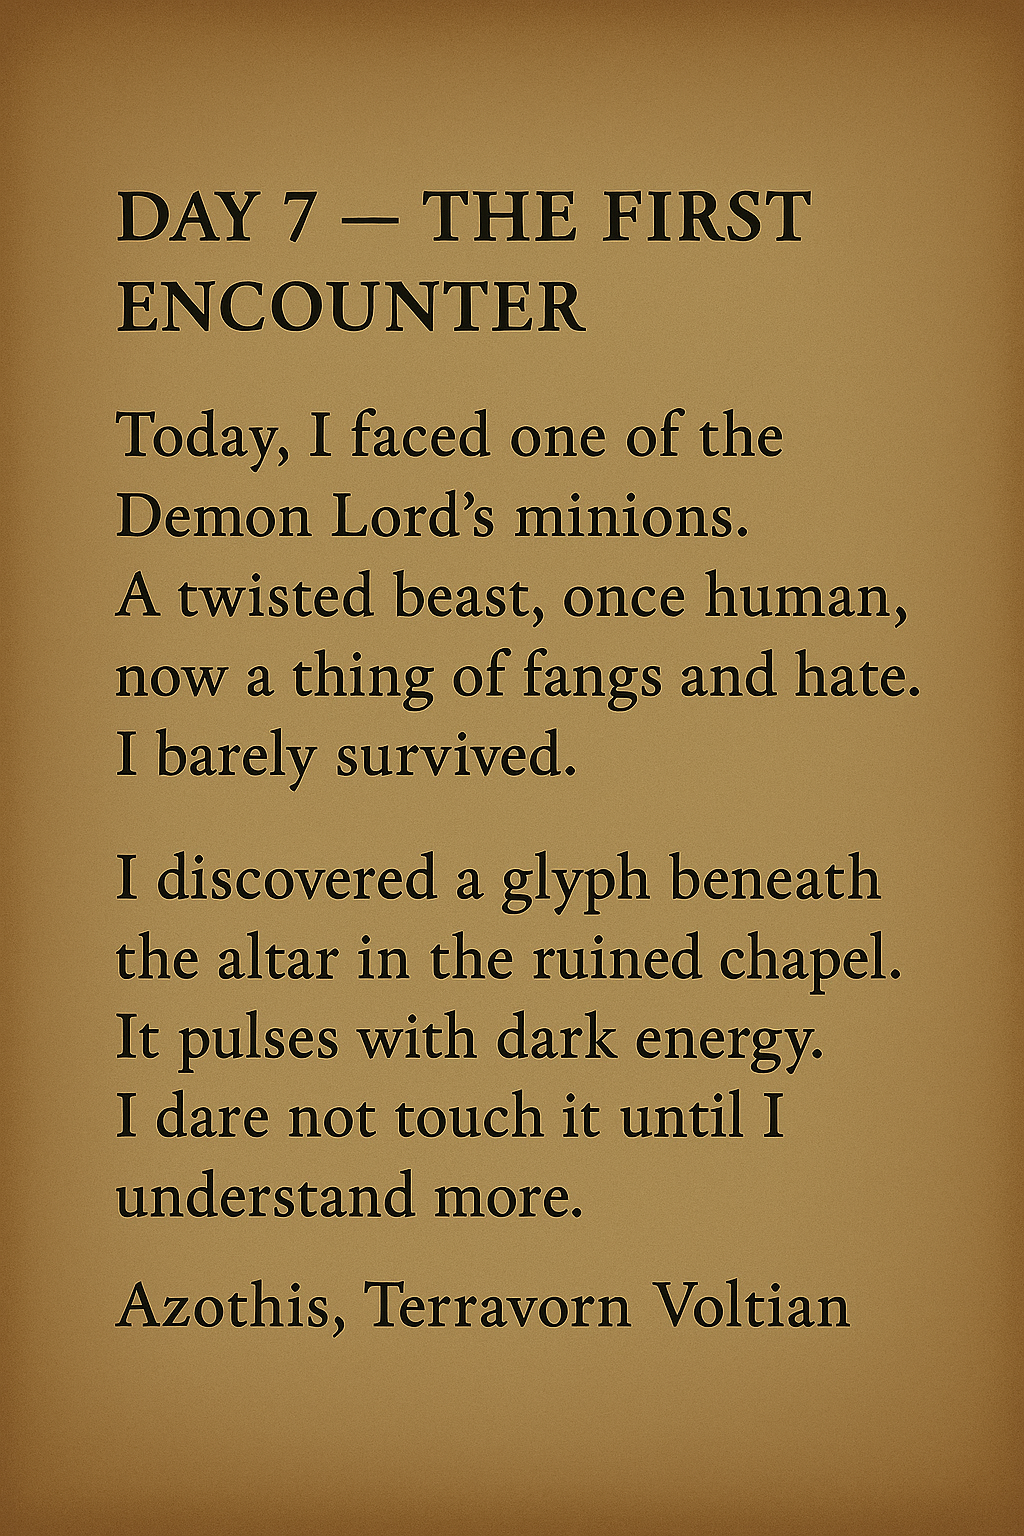 DAY 7 — THE FIRST
ENCOUNTER
Today, I faced one of the
Demon Lord’s minions.
A twisted beast, once human,
now a thing of fangs and hate.
I barely survived.
I discovered a glyph beneath
the altar in the ruined chapel.
It pulses with dark energy.
I dare not touch it until I
understand more.
Azothis, Terravorn Voltian